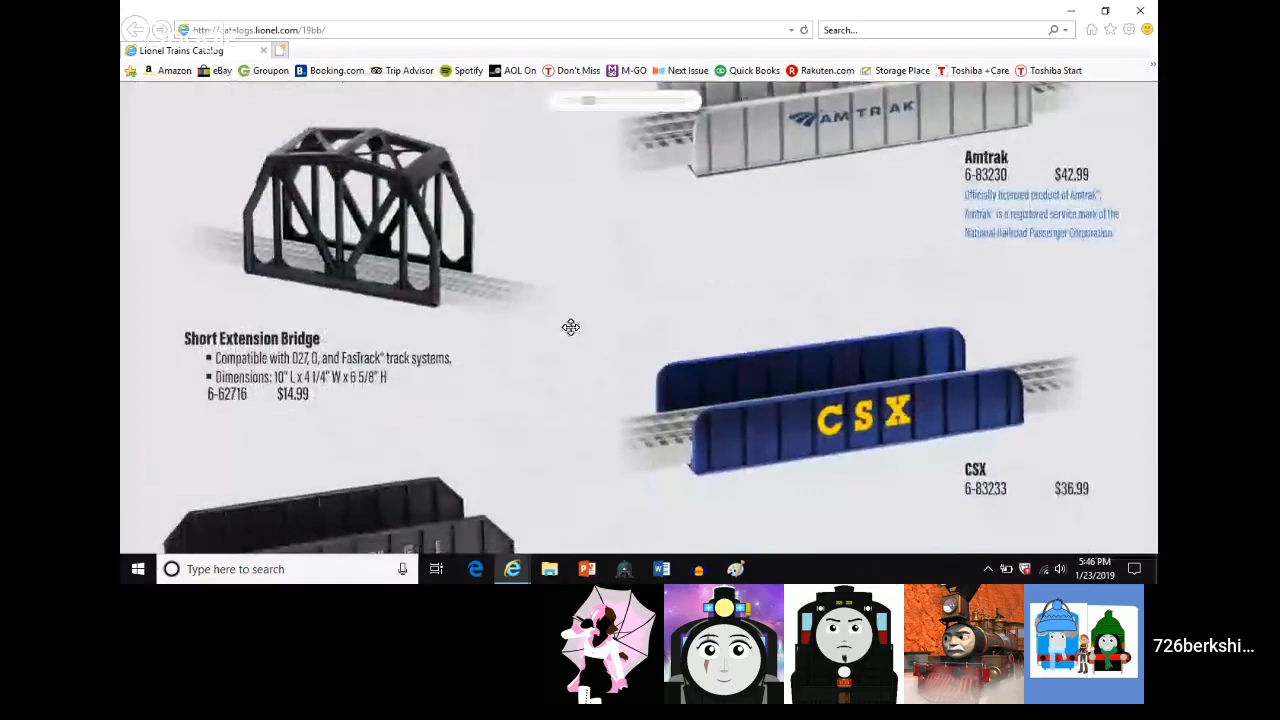 http://catalogs.lionel.com/19bb/
Search...
Lionel Trains Catalog
Amazon
eBay
Groupon
Booking.com
Trip Advisor
Spotify
AOL On
Don't Miss
M-GO
Next Issue
Quick Books
Rakuten.com
Storage Place
Toshiba +Care
Toshiba Start
AMTRAK
Amtrak
6-83230 $42.99
Officially licensed product of Amtrak®.
Amtrak® is a registered service mark of the
National Railroad Passenger Corporation.
Short Extension Bridge
▪ Compatible with O27, O, and FasTrack® track systems.
▪ Dimensions: 10" L x 4 1/4" W x 6 5/8" H
6-62716 $14.99
CSX
CSX
6-83233 $36.99
Type here to search
5:46 PM
1/23/2019
726berkshi...